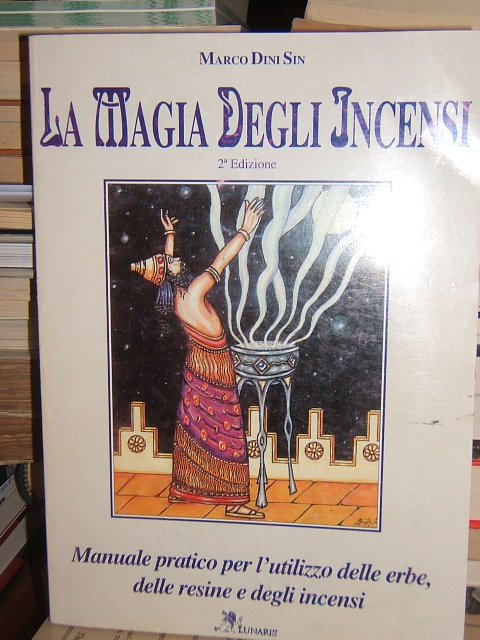 MARCO DINI SIN
LA MAGIA DEGLI INCENSI
2ª Edizione
Manuale pratico per l'utilizzo delle erbe,
delle resine e degli incensi
LUNARIS